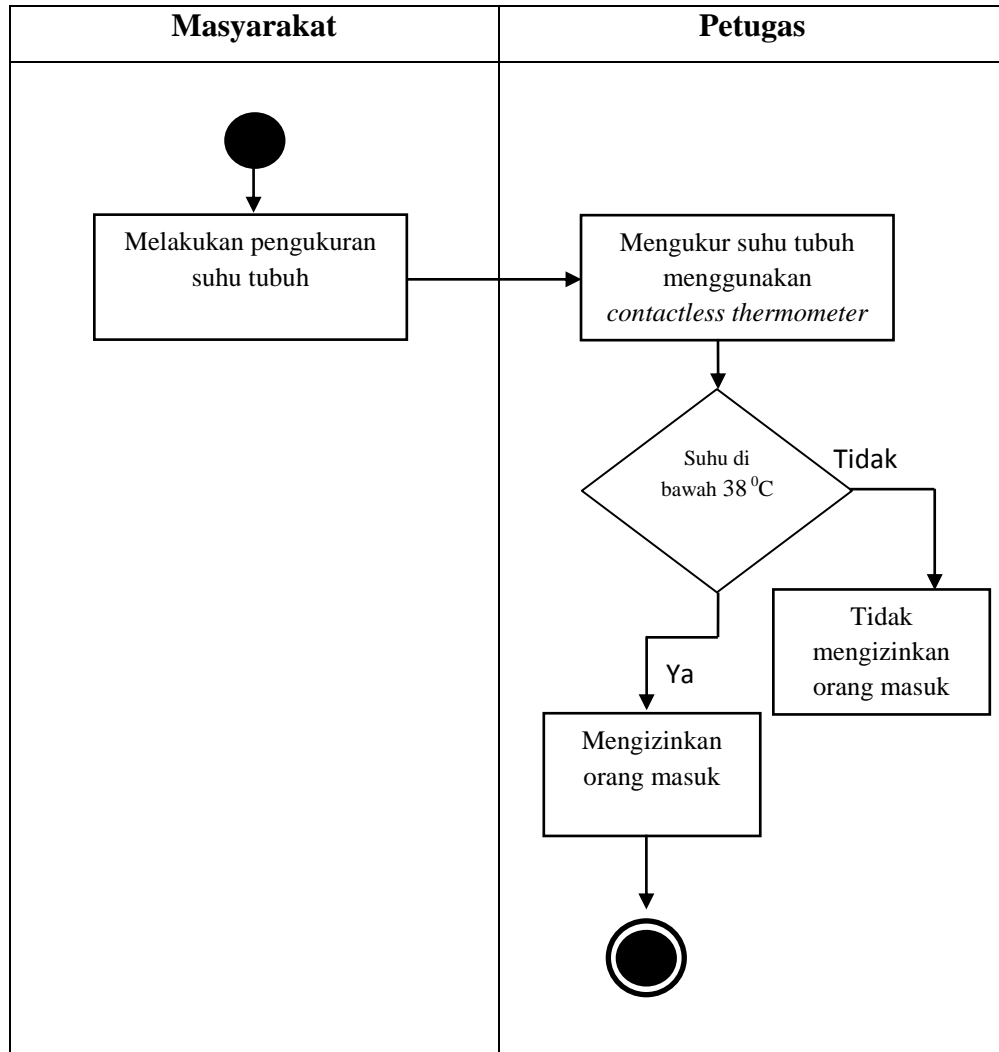 Masyarakat
Petugas
Melakukan pengukuran
suhu tubuh
Mengukur suhu tubuh
menggunakan
contactless thermometer
Suhu di
bawah 38 ⁰C
Tidak
Tidak
mengizinkan
orang masuk
Ya
Mengizinkan
orang masuk